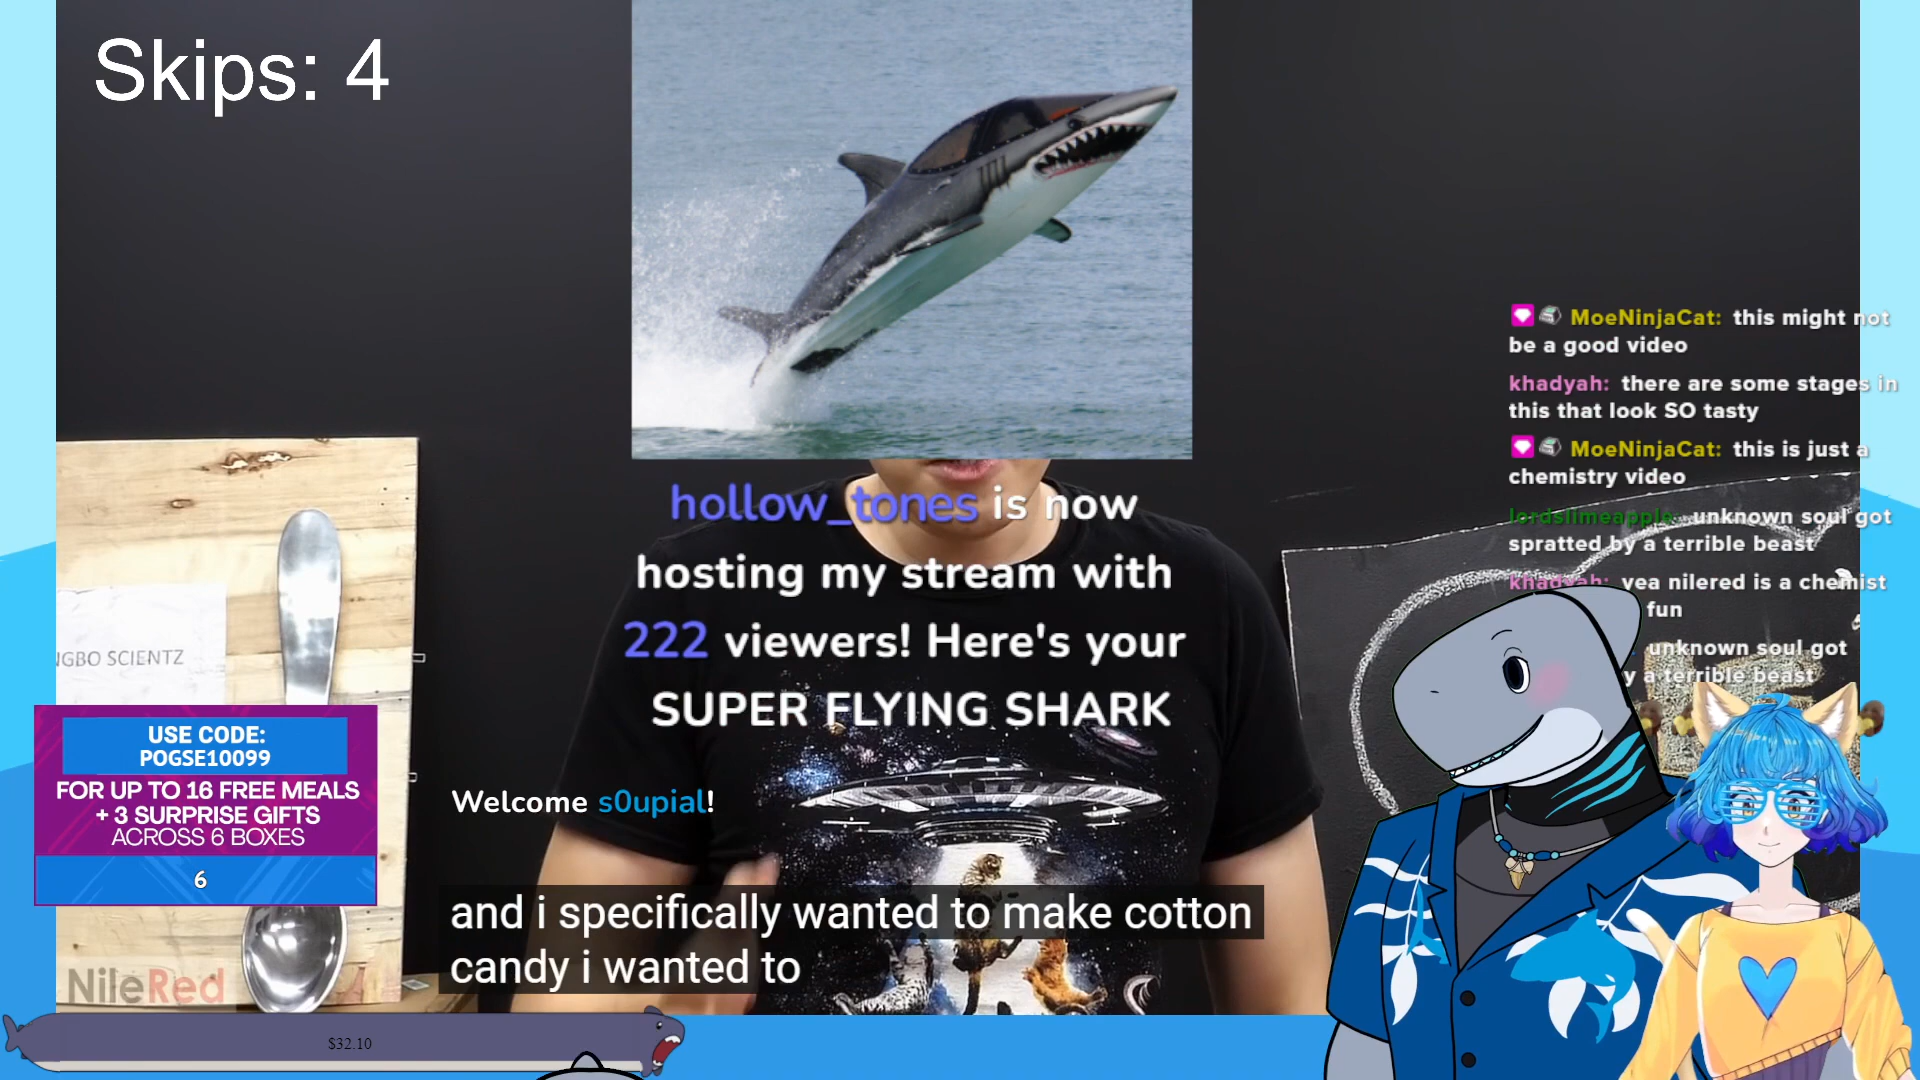 Skips: 4
MoeNinjaCat: this might not
be a good video
khadyah: there are some stages in
this that look SO tasty
MoeNinjaCat: this is just a
chemistry video
lordslimeapple: unknown soul got
spratted by a terrible beast
khadyah: yea nilered is a chemist
fun
unknown soul got
y a terrible beast
hollow_tones is now
hosting my stream with
222 viewers! Here's your
SUPER FLYING SHARK
Welcome s0upial!
and i specifically wanted to make cotton
candy i wanted to
NGBO SCIENTZ
USE CODE:
POGSE10099
FOR UP TO 16 FREE MEALS
+ 3 SURPRISE GIFTS
ACROSS 6 BOXES
6
NileRed
$32.10